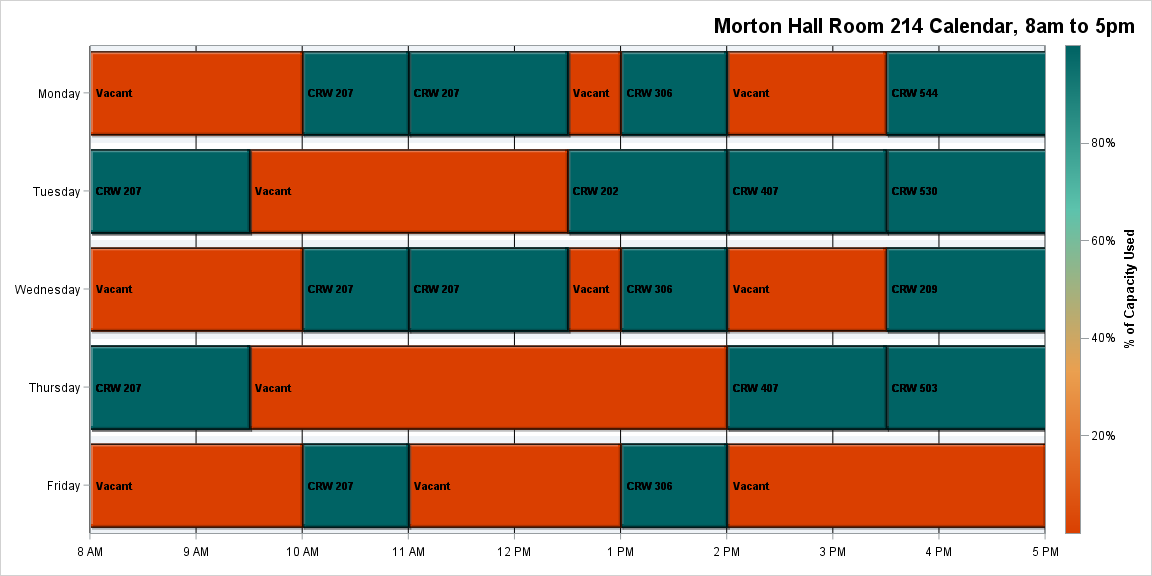 Morton Hall Room 214 Calendar, 8am to 5pm
Monday Vacant CRW 207 CRW 207 Vacant CRW 306 Vacant CRW 544
Tuesday CRW 207 Vacant CRW 202 CRW 407 CRW 530
Wednesday Vacant CRW 207 CRW 207 Vacant CRW 306 Vacant CRW 209
Thursday CRW 207 Vacant CRW 407 CRW 503
Friday Vacant CRW 207 Vacant CRW 306 Vacant
8 AM 9 AM 10 AM 11 AM 12 PM 1 PM 2 PM 3 PM 4 PM 5 PM
80%
60%
40%
20%
% of Capacity Used